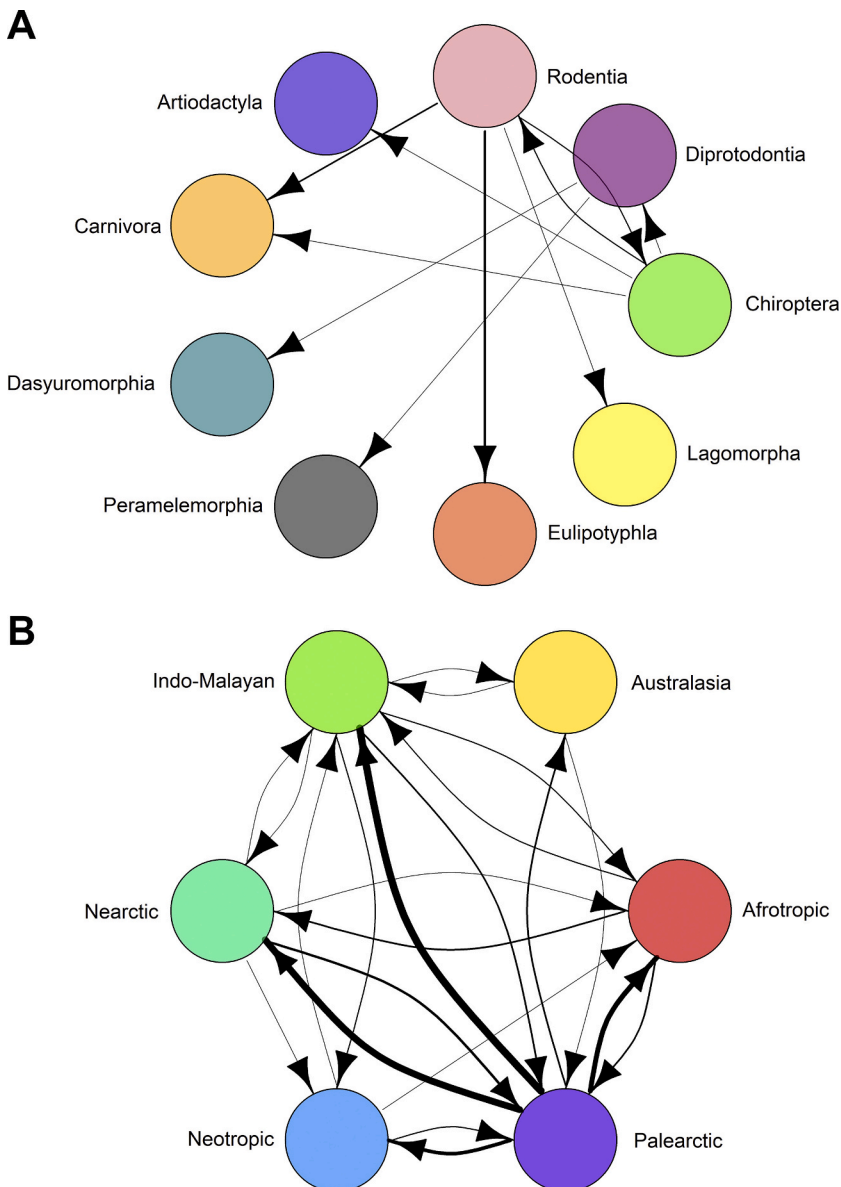 A
Rodentia
Artiodactyla
Diprotodontia
Carnivora
Chiroptera
Dasyuromorphia
Lagomorpha
Peramelemorphia
Eulipotyphla
B
Indo-Malayan
Australasia
Nearctic
Afrotropic
Neotropic
Palearctic